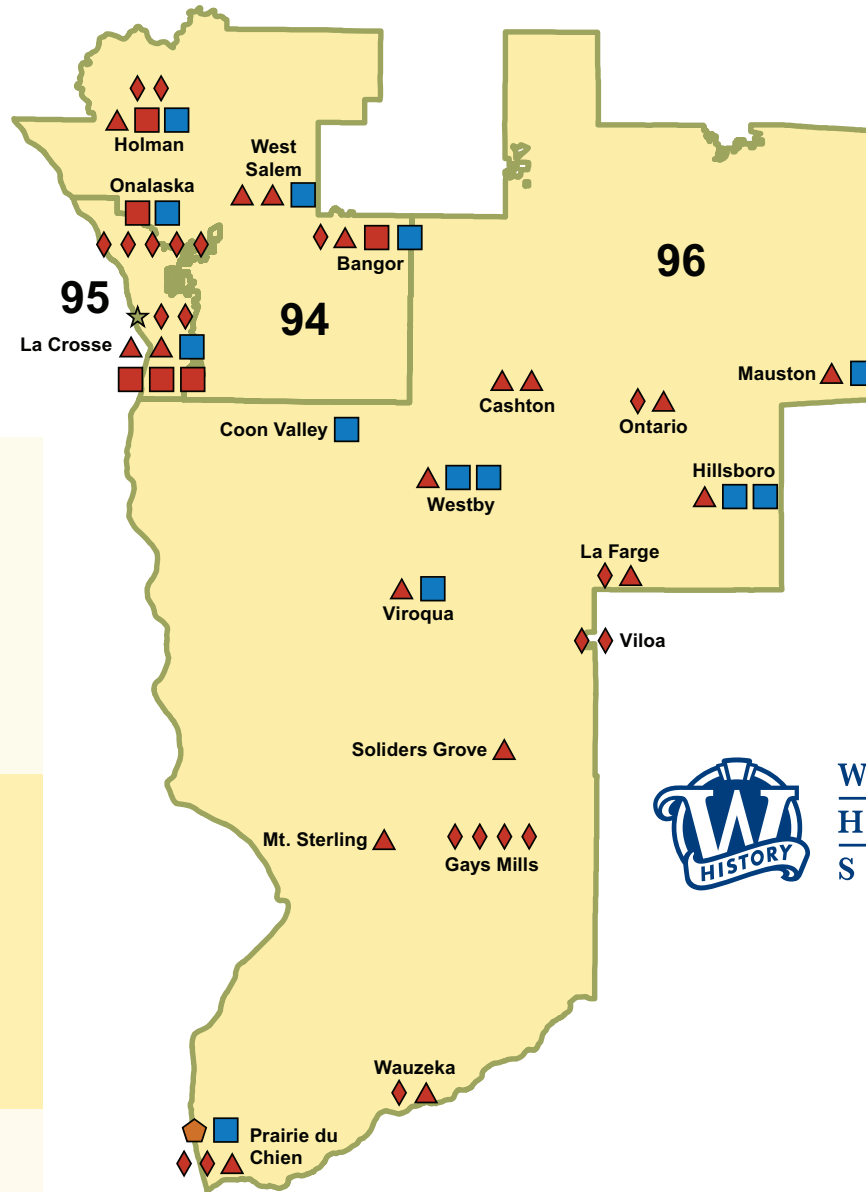 Holman
West
Salem
Onalaska
Bangor
96
95
94
La Crosse
Mauston
Cashton
Ontario
Coon Valley
Hillsboro
Westby
La Farge
Viroqua
Viloa
Soliders Grove
W
H
S
W
HISTORY
Mt. Sterling
Gays Mills
Wauzeka
Prairie du
Chien